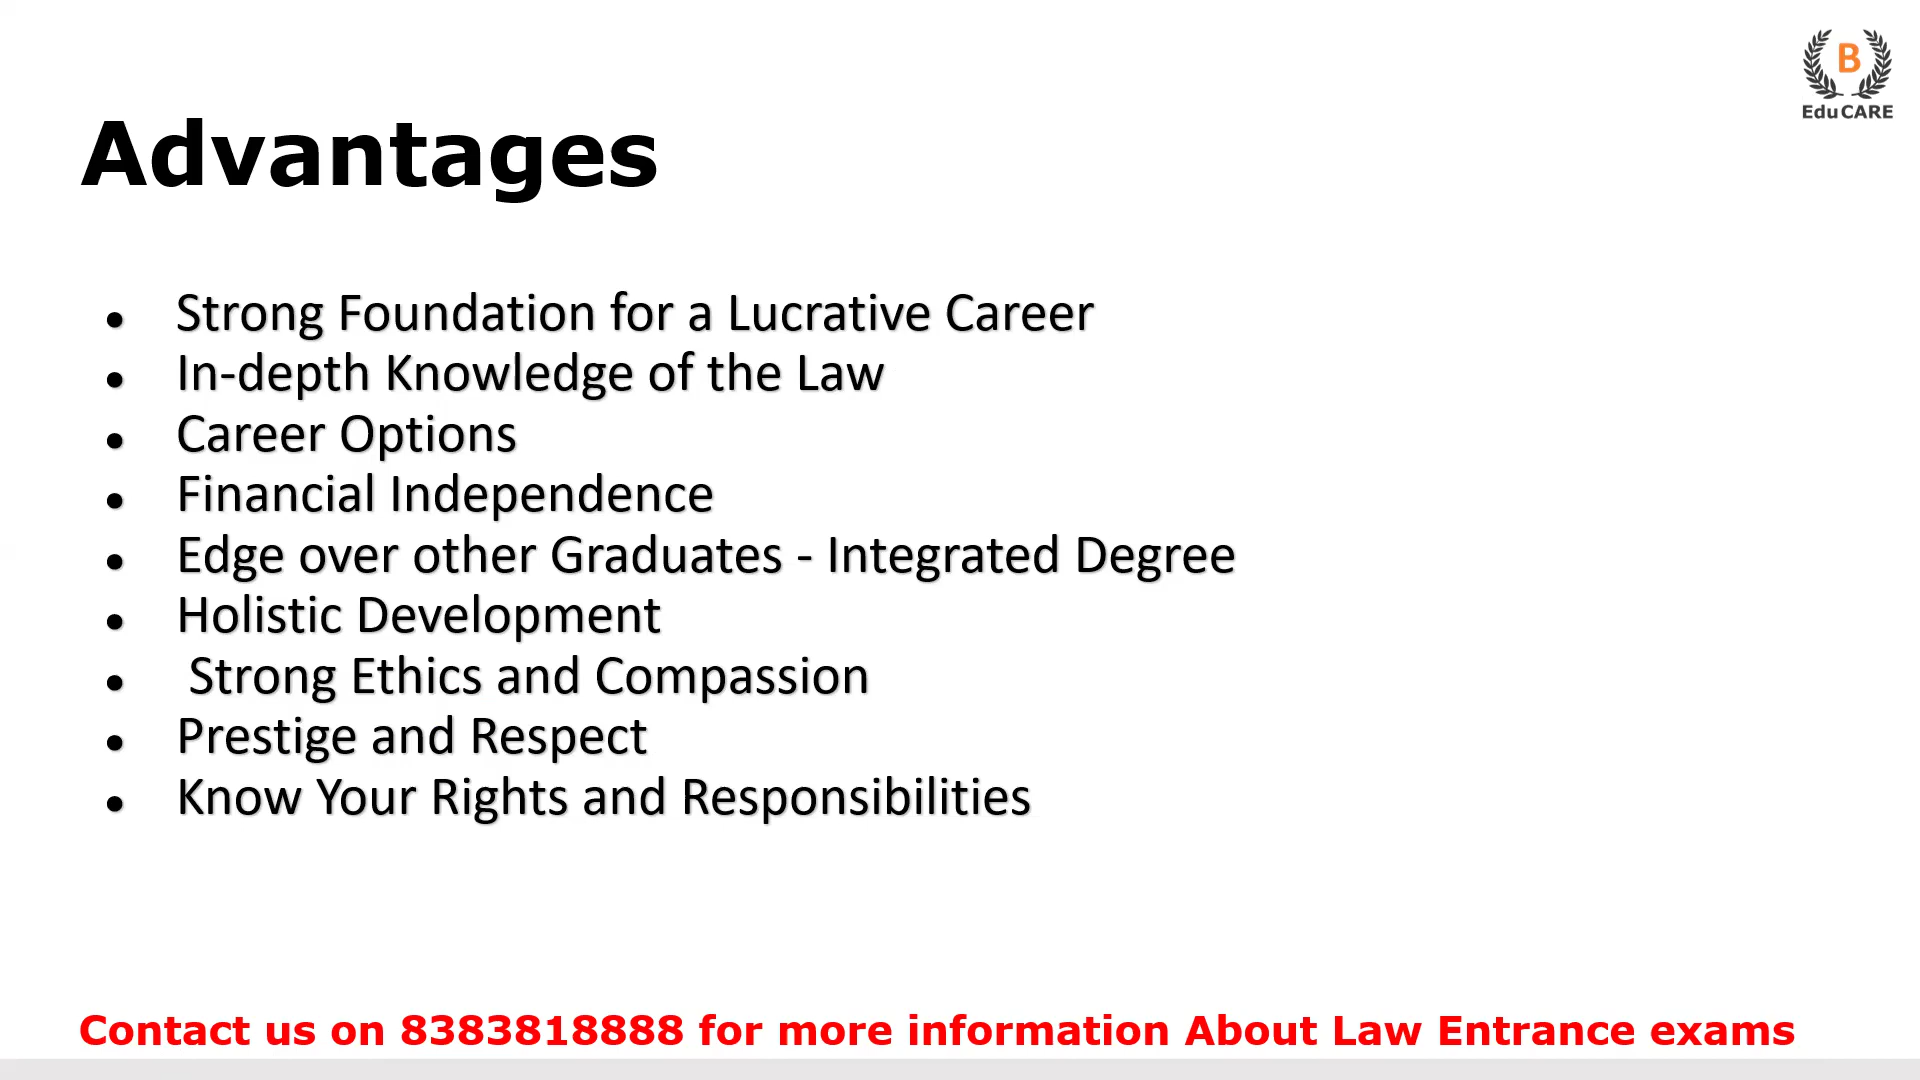 B
EduCARE
Advantages
• Strong Foundation for a Lucrative Career
• In-depth Knowledge of the Law
• Career Options
• Financial Independence
• Edge over other Graduates - Integrated Degree
• Holistic Development
• Strong Ethics and Compassion
• Prestige and Respect
• Know Your Rights and Responsibilities
Contact us on 8383818888 for more information About Law Entrance exams